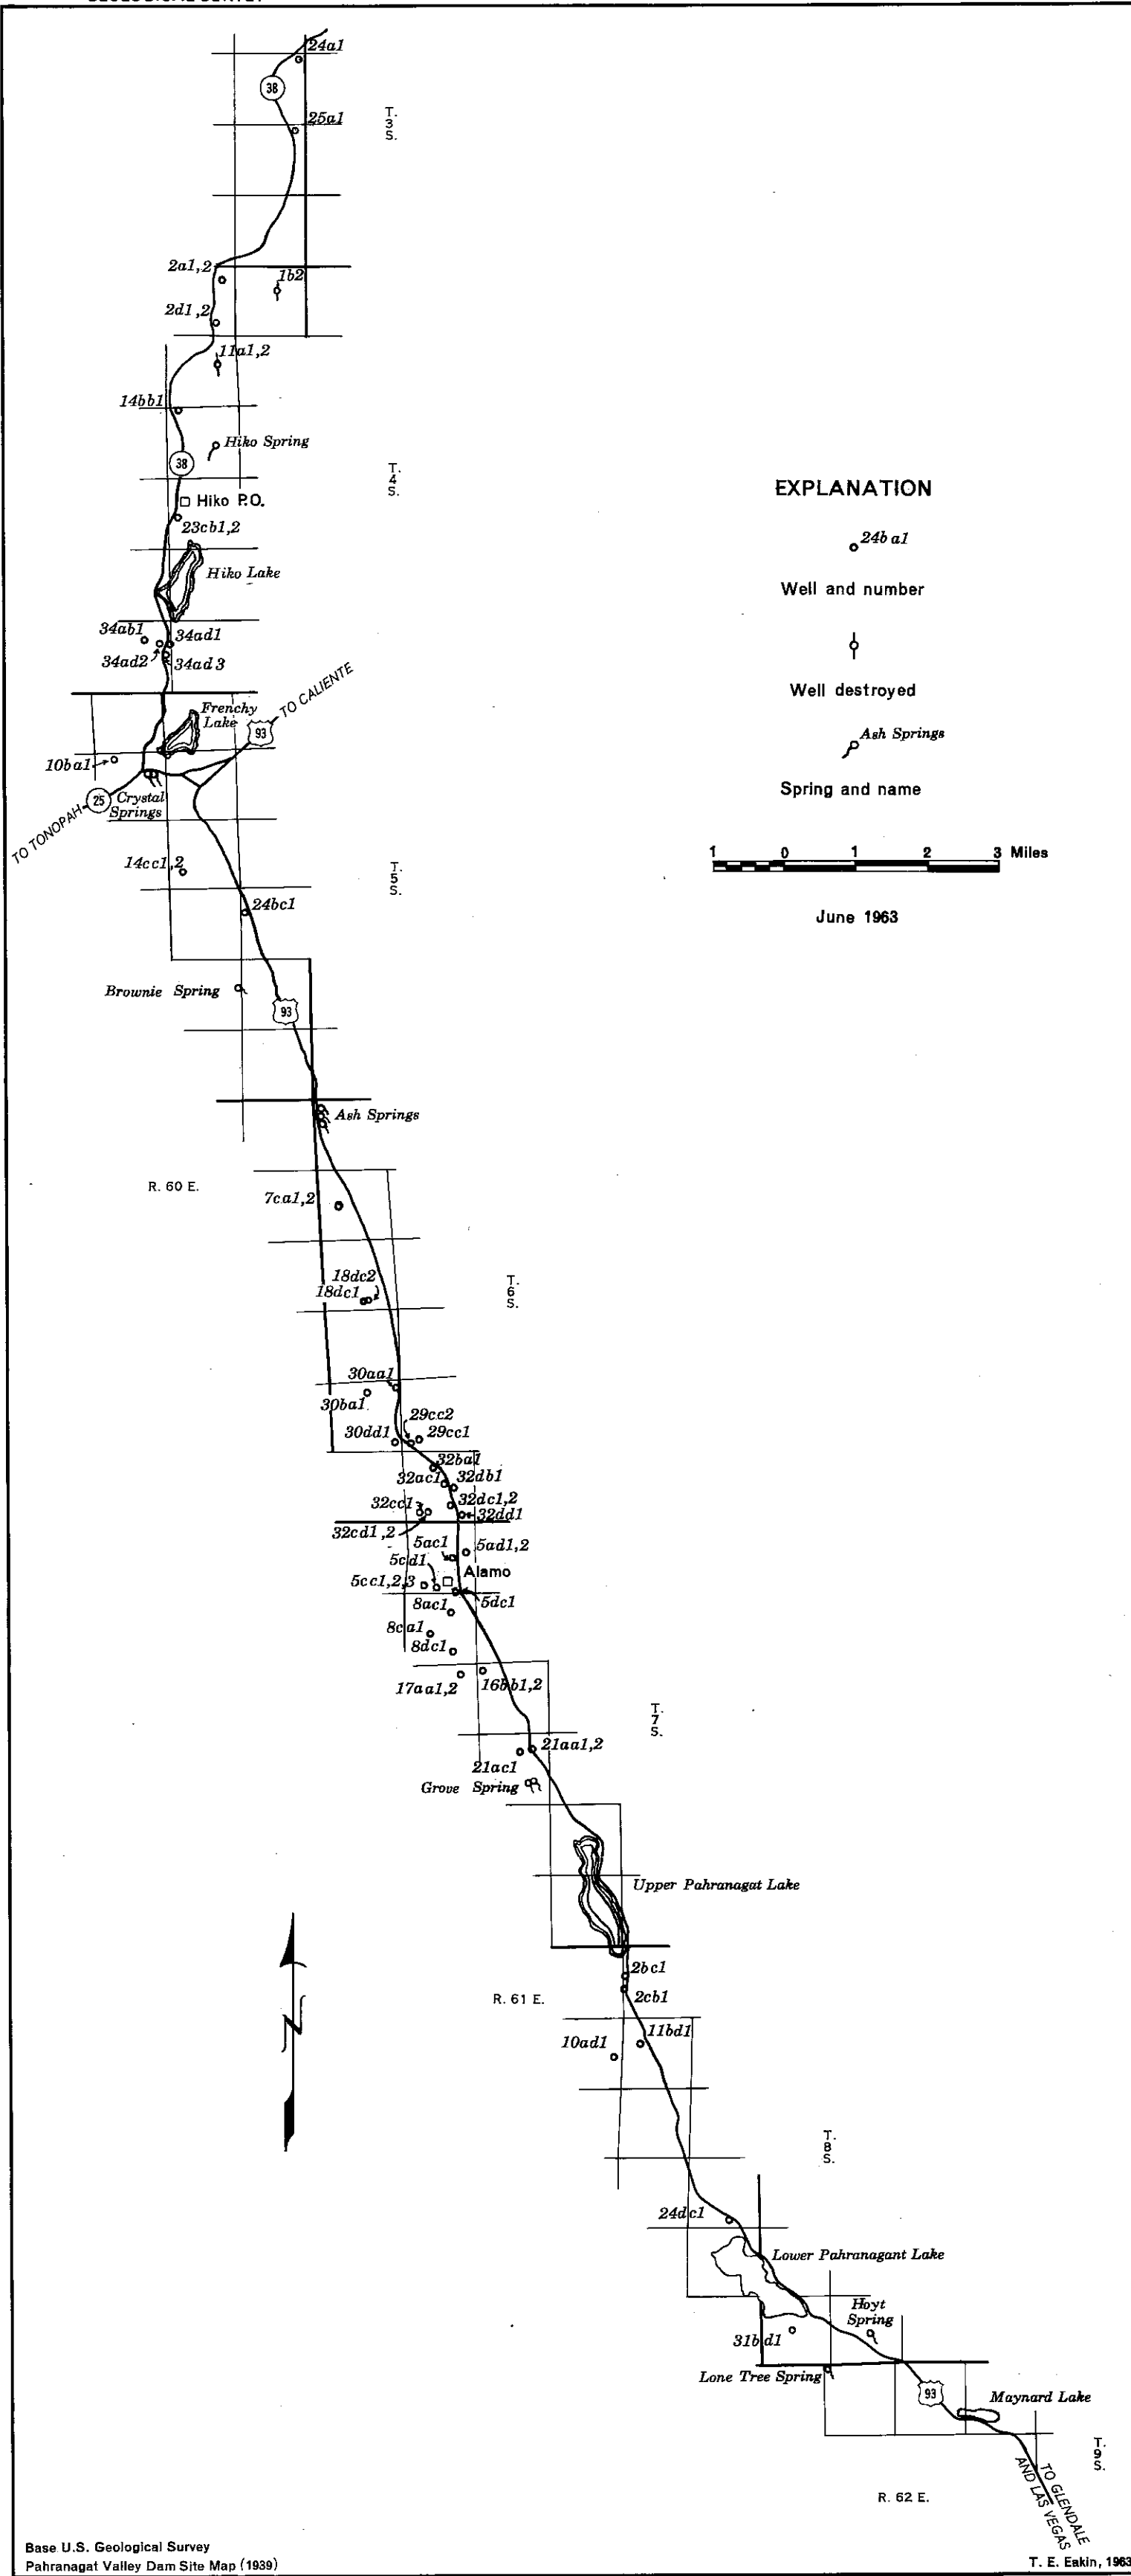 24a1
38
T.
3
S.
25a1
2a1,2
1b2
2d1,2
11a1,2
14bb1
Hiko Spring
38
T.
4
S.
Hiko P.O.
23cb1,2
Hiko Lake
34ab1
34ad1
34ad2
34ad3
TO CALIENTE
Frenchy
Lake
93
10ba1
25
Crystal
Springs
TO TONOPAH
EXPLANATION
24ba1
Well and number
Well destroyed
Ash Springs
Spring and name
1 0 1 2 3 Miles
June 1963
14cc1,2
T.
5
S.
24bc1
Brownie Spring
93
Ash Springs
R. 60 E.
7ca1,2
18dc2
18dc1
T.
6
S.
30aa1
30ba1
29cc2
30dd1
29cc1
32ba1
32ac1
32db1
32cc1
32dc1,2
32dd1
32cd1,2
5ac1
5ad1,2
5cd1
Alamo
5cc1,2,3
8ac1
5dc1
8ca1
8dc1
17aa1,2
16bb1,2
T.
7
S.
21aa1,2
21ac1
Grove Spring
Upper Pahranagat Lake
2bc1
R. 61 E.
2cb1
11bd1
10ad1
T.
8
S.
24dc1
Lower Pahranagant Lake
Hoyt
Spring
31bd1
Lone Tree Spring
93
Maynard Lake
T.
9
S.
TO GLENDALE
AND LAS VEGAS
R. 62 E.
N
Base U.S. Geological Survey
Pahranagat Valley Dam Site Map (1939)
T. E. Eakin, 1963